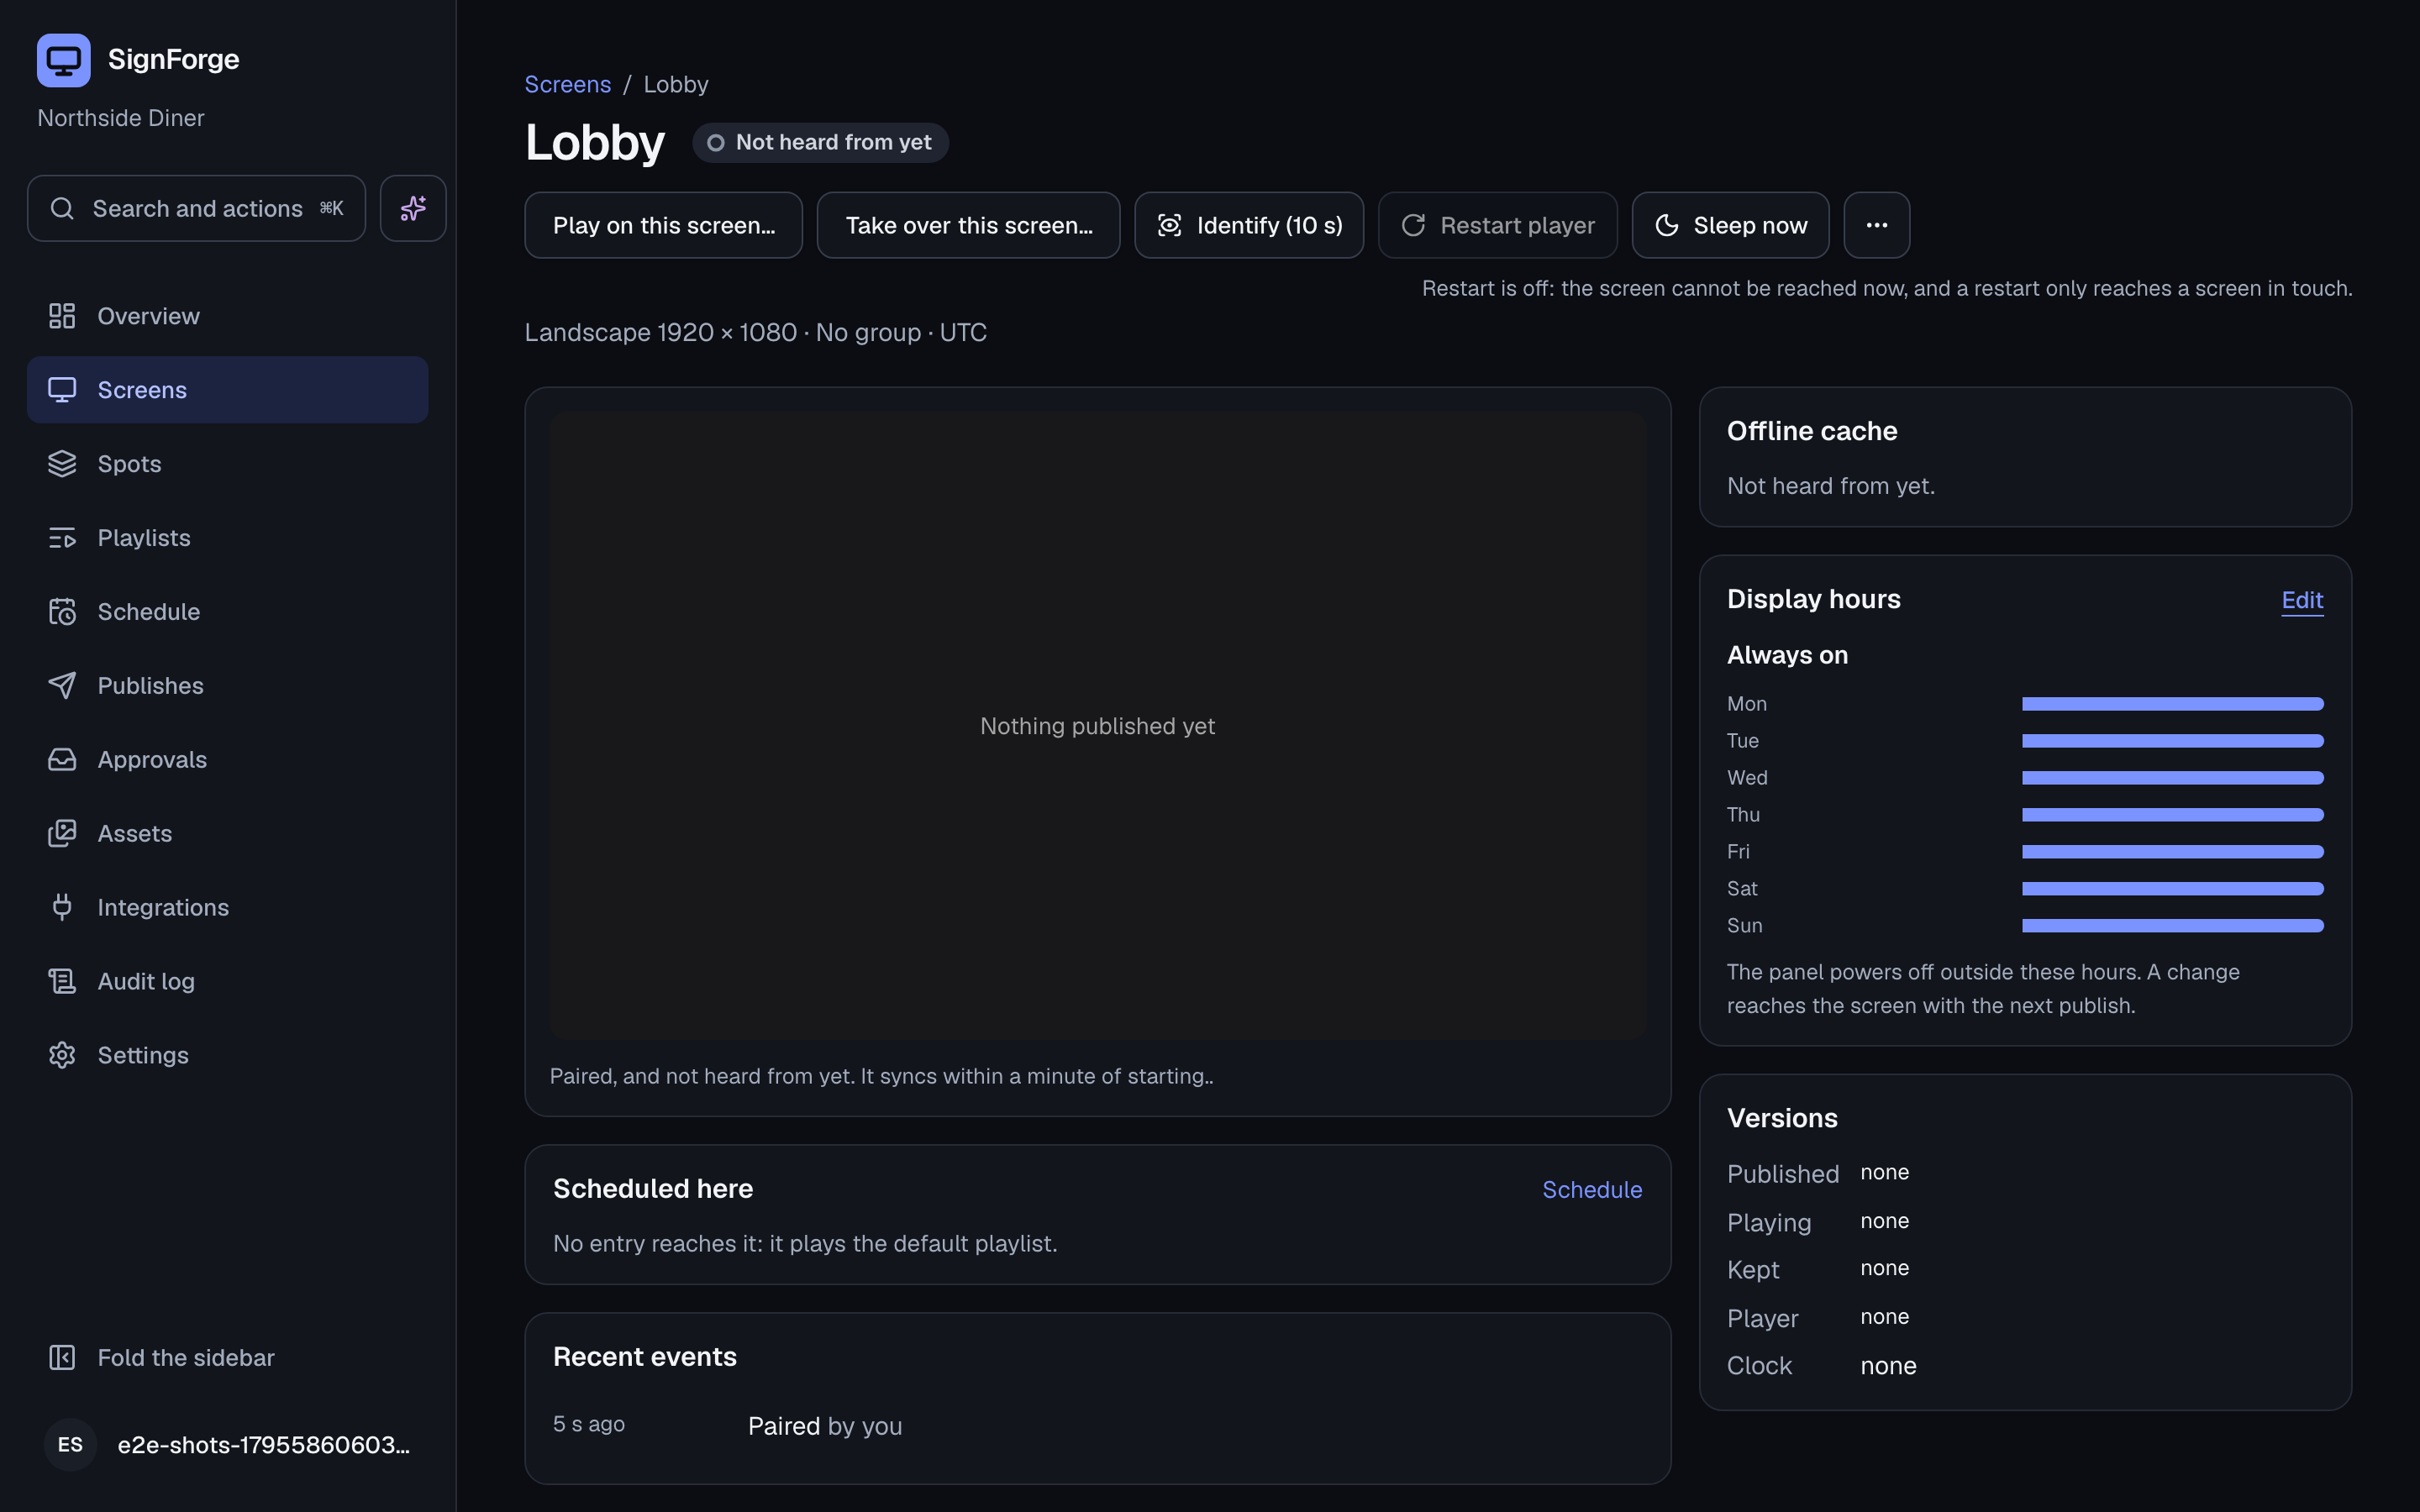 SignForge
Northside Diner
Search and actions ⌘K
Overview
Screens
Spots
Playlists
Schedule
Publishes
Approvals
Assets
Integrations
Audit log
Settings
Fold the sidebar
ES e2e-shots-17955860603...
Screens / Lobby
Lobby Not heard from yet
Play on this screen... Take over this screen... Identify (10 s) Restart player Sleep now
Restart is off: the screen cannot be reached now, and a restart only reaches a screen in touch.
Landscape 1920 × 1080 · No group · UTC
Nothing published yet
Paired, and not heard from yet. It syncs within a minute of starting..
Scheduled here Schedule
No entry reaches it: it plays the default playlist.
Recent events
5 s ago Paired by you
Offline cache
Not heard from yet.
Display hours Edit
Always on
Mon
Tue
Wed
Thu
Fri
Sat
Sun
The panel powers off outside these hours. A change
reaches the screen with the next publish.
Versions
Published none
Playing none
Kept none
Player none
Clock none